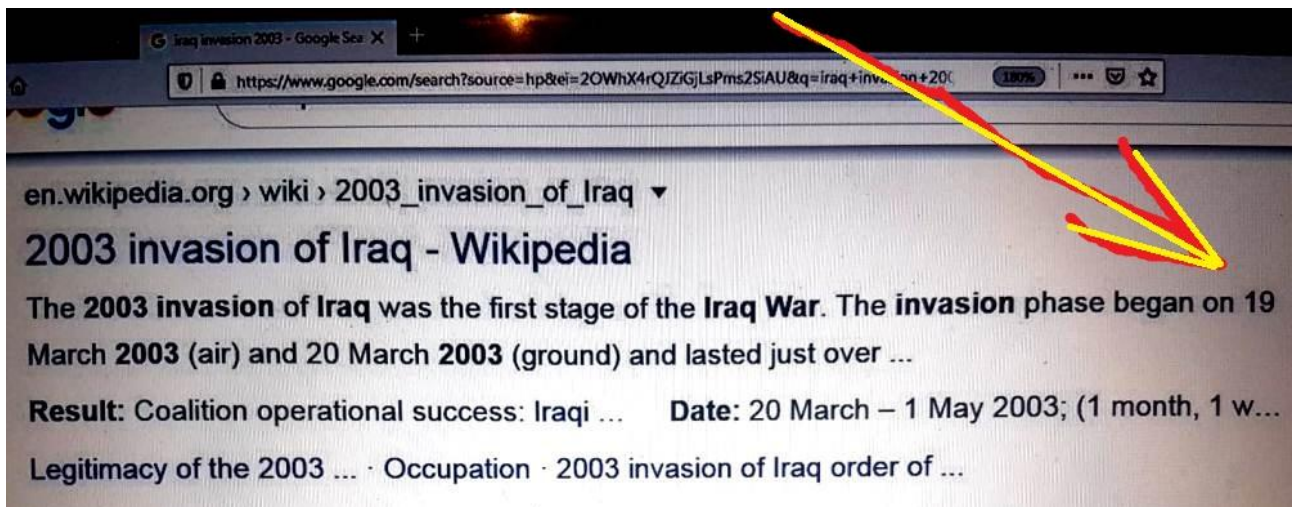 iraq invasion 2003 - Google Sea
https://www.google.com/search?source=hp&ei=2OWhX4rQJZiGjLsPms2SiAU&q=iraq+invasion+20
180%
en.wikipedia.org › wiki › 2003_invasion_of_Iraq
2003 invasion of Iraq - Wikipedia
The 2003 invasion of Iraq was the first stage of the Iraq War. The invasion phase began on 19
March 2003 (air) and 20 March 2003 (ground) and lasted just over ...
Result: Coalition operational success: Iraqi ... Date: 20 March – 1 May 2003; (1 month, 1 w...
Legitimacy of the 2003 ... · Occupation · 2003 invasion of Iraq order of ...